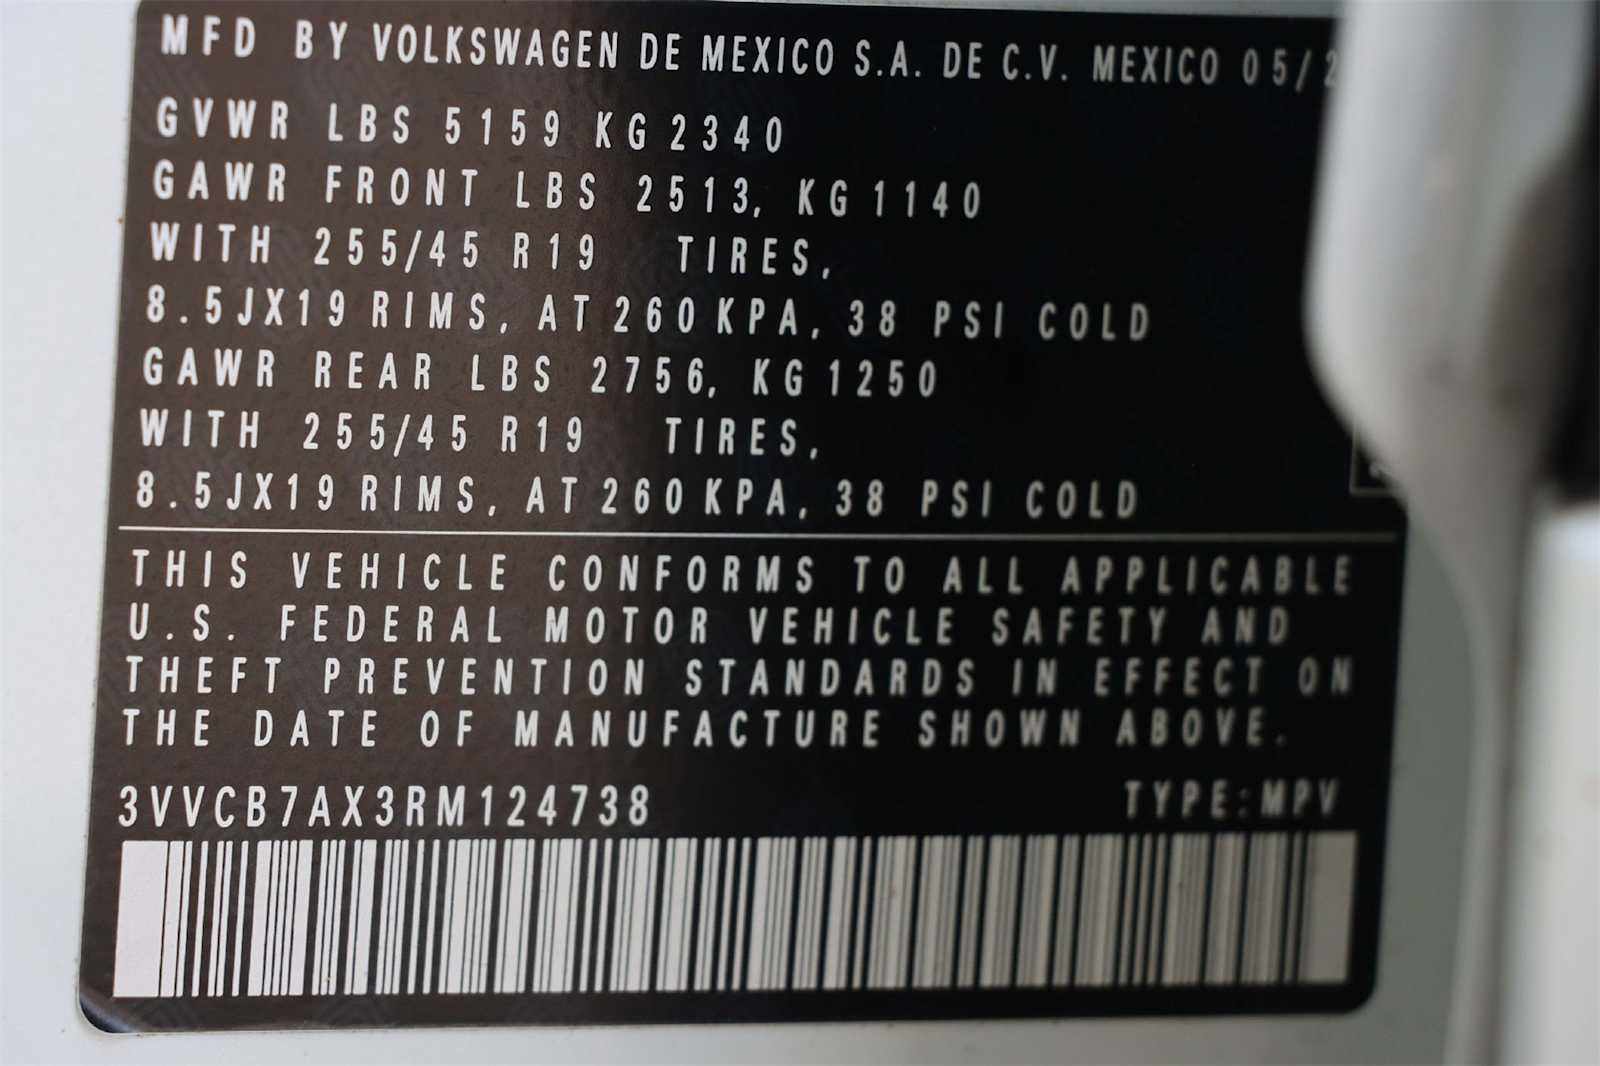 MFD BY VOLKSWAGEN DE MEXICO S.A. DE C.V. MEXICO 05/2
GVWR LBS 5159 KG 2340
GAWR FRONT LBS 2513, KG 1140
WITH 255/45 R19 TIRES,
8.5JX19 RIMS, AT 260 KPA, 38 PSI COLD
GAWR REAR LBS 2756, KG 1250
WITH 255/45 R19 TIRES,
8.5JX19 RIMS, AT 260 KPA, 38 PSI COLD
THIS VEHICLE CONFORMS TO ALL APPLICABLE
U.S. FEDERAL MOTOR VEHICLE SAFETY AND
THEFT PREVENTION STANDARDS IN EFFECT ON
THE DATE OF MANUFACTURE SHOWN ABOVE.
3VVCB7AX3RM124738 TYPE:MPV